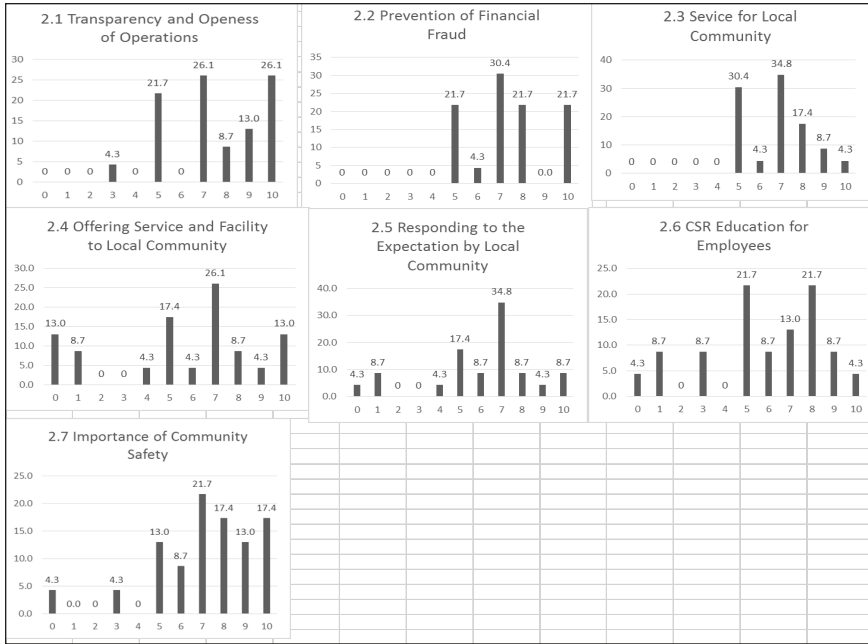 2.1 Transparency and Openess
of Operations
30
25
20
15
10
5
0
0 0 0 4.3 21.7 0 26.1 8.7 13.0 26.1
0 1 2 3 4 5 6 7 8 9 10
2.2 Prevention of Financial
Fraud
35
30
25
20
15
10
5
0
0 0 0 0 0 21.7 4.3 30.4 21.7 0.0 21.7
0 1 2 3 4 5 6 7 8 9 10
2.3 Sevice for Local
Community
40
30
20
10
0
0 0 0 0 0 30.4 4.3 34.8 17.4 8.7 4.3
0 1 2 3 4 5 6 7 8 9 10
2.4 Offering Service and Facility
to Local Community
30.0
25.0
20.0
15.0
10.0
5.0
0.0
13.0 8.7 0 0 4.3 17.4 4.3 26.1 8.7 4.3 13.0
0 1 2 3 4 5 6 7 8 9 10
2.5 Responding to the
Expectation by Local
Community
40.0
30.0
20.0
10.0
0.0
4.3 8.7 0 0 4.3 17.4 8.7 34.8 8.7 4.3 8.7
0 1 2 3 4 5 6 7 8 9 10
2.6 CSR Education for
Employees
25.0
20.0
15.0
10.0
5.0
0.0
4.3 8.7 0 8.7 0 21.7 8.7 13.0 21.7 8.7 4.3
0 1 2 3 4 5 6 7 8 9 10
2.7 Importance of Community
Safety
25.0
20.0
15.0
10.0
5.0
0.0
4.3 0.0 0 4.3 0 13.0 8.7 21.7 17.4 13.0 17.4
0 1 2 3 4 5 6 7 8 9 10